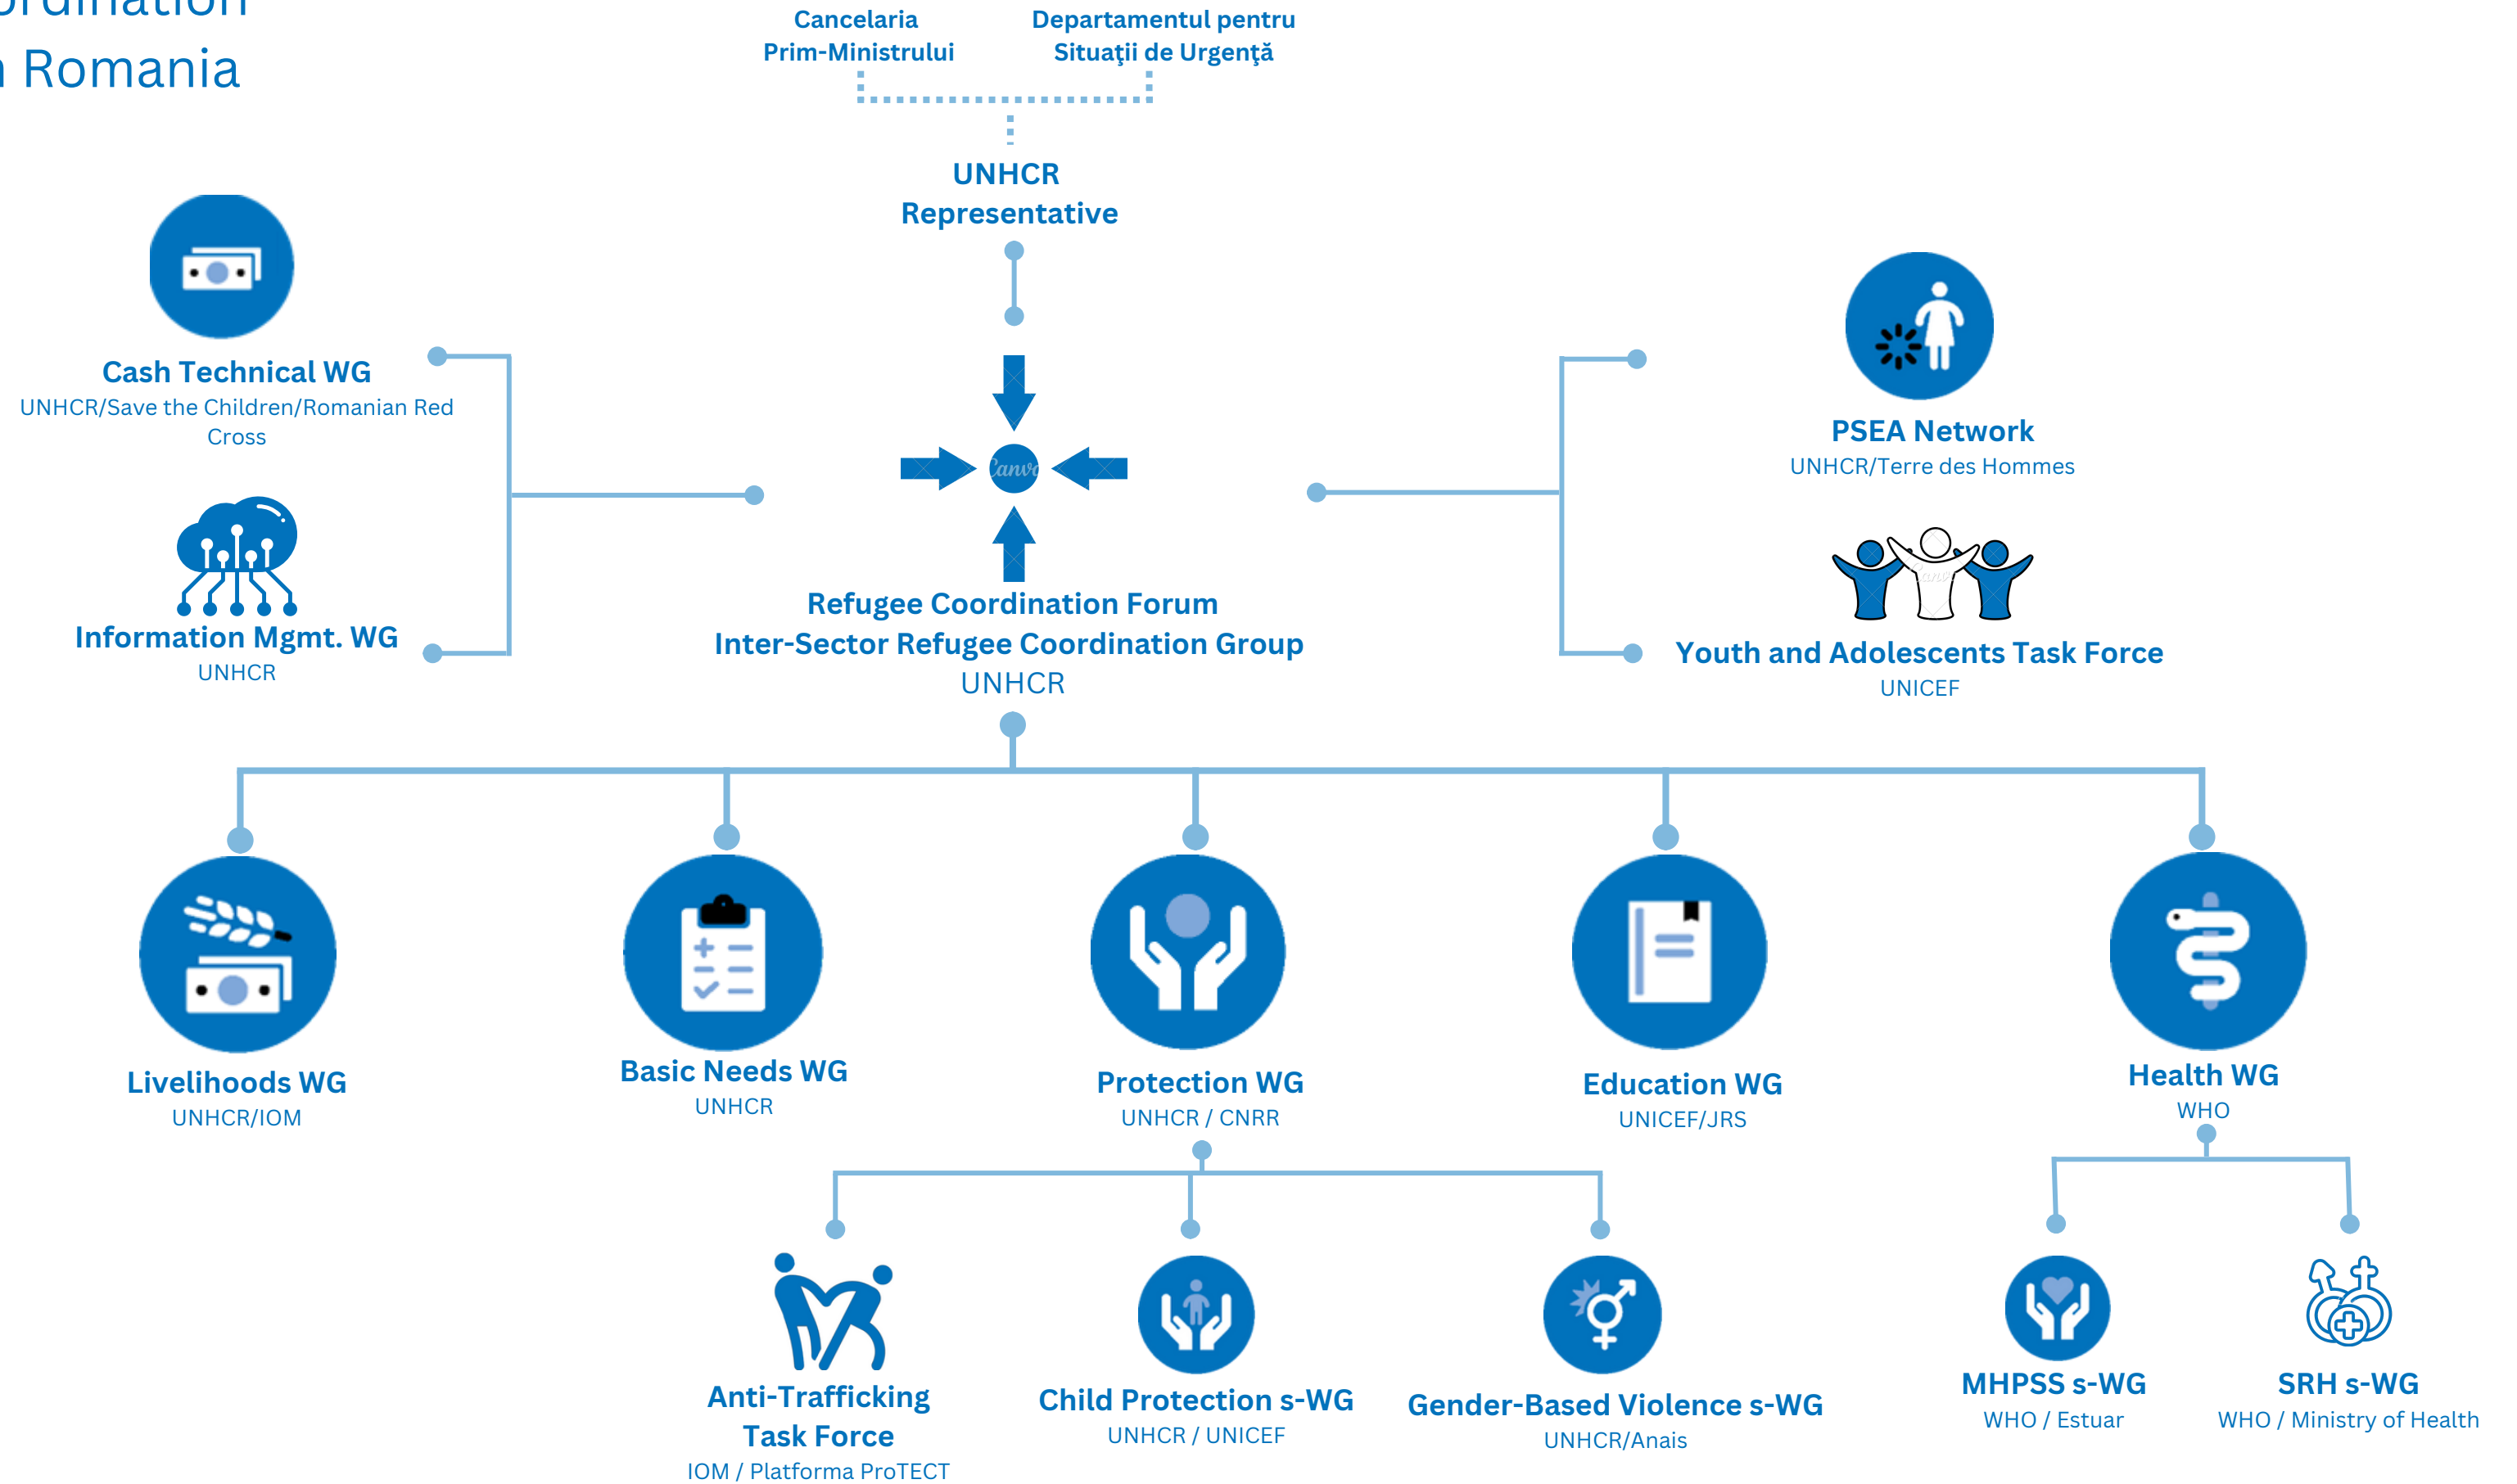 Romania
Cancelaria
Prim-Ministrului
Departamentul pentru
Situaţii de Urgenţă
UNHCR
Representative
Cash Technical WG
UNHCR/Save the Children/Romanian Red
Cross
Information Mgmt. WG
UNHCR
Canva
Refugee Coordination Forum
Inter-Sector Refugee Coordination Group
UNHCR
PSEA Network
UNHCR/Terre des Hommes
Youth and Adolescents Task Force
UNICEF
Livelihoods WG
UNHCR/IOM
Basic Needs WG
UNHCR
Protection WG
UNHCR / CNRR
Education WG
UNICEF/JRS
Health WG
WHO
Anti-Trafficking
Task Force
IOM / Platforma ProTECT
Child Protection s-WG
UNHCR / UNICEF
Gender-Based Violence s-WG
UNHCR/Anais
MHPSS s-WG
WHO / Estuar
SRH s-WG
WHO / Ministry of Health